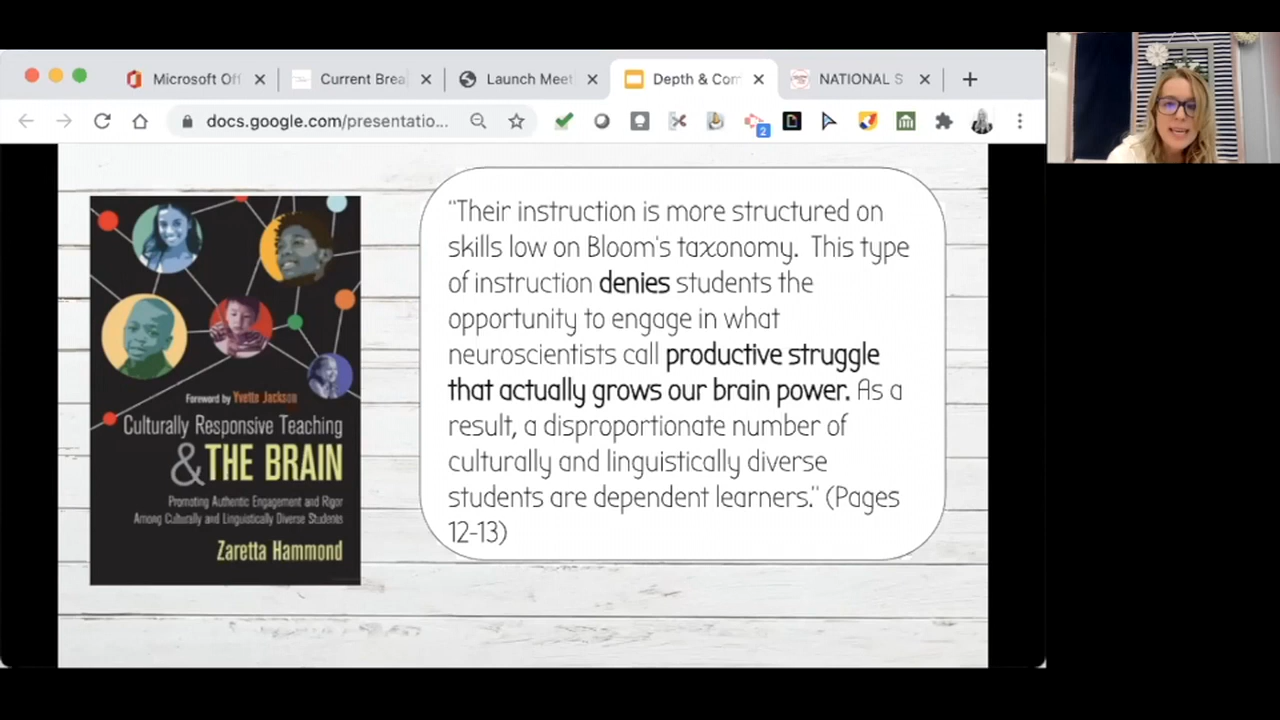 Microsoft Off
Current Brea
Launch Meet
Depth & Com
NATIONAL S
docs.google.com/presentatio...
2
Foreword by Yvette Jackson
Culturally Responsive Teaching
& THE BRAIN
Promoting Authentic Engagement and Rigor
Among Culturally and Linguistically Diverse Students
Zaretta Hammond
"Their instruction is more structured on
skills low on Bloom's taxonomy. This type
of instruction denies students the
opportunity to engage in what
neuroscientists call productive struggle
that actually grows our brain power. As a
result, a disproportionate number of
culturally and linguistically diverse
students are dependent learners." (Pages
12-13)